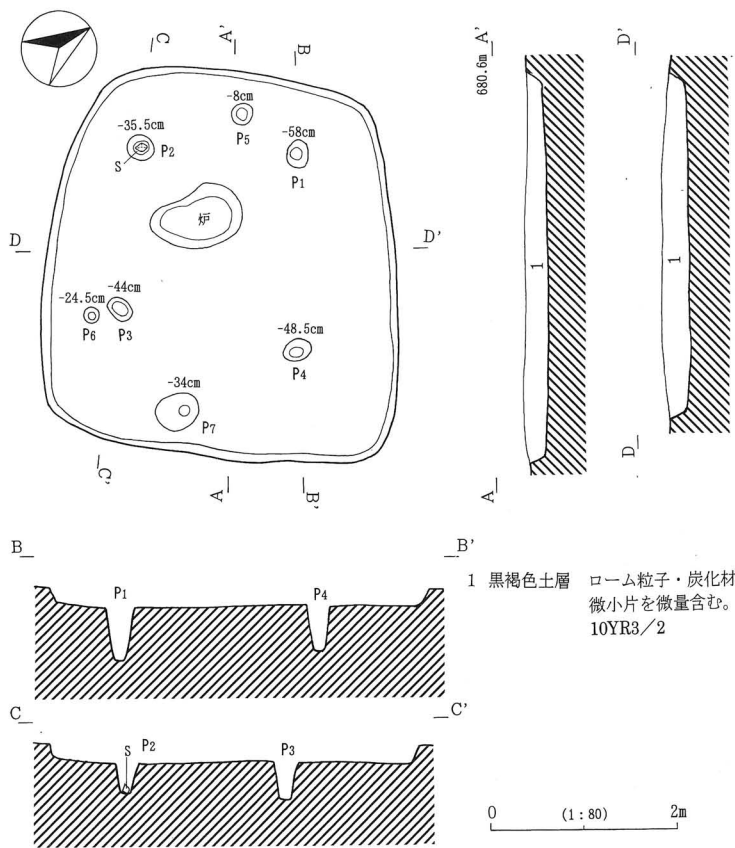 C
A'
B
-8cm
P5
-35.5cm
P2
S
-58cm
P1
炉
D
D'
-44cm
-24.5cm
P6
P3
-48.5cm
P4
-34cm
P7
C'
A
B'
A'
680.6m
1
A
D'
1
D
B
B'
P1
P4
C
C'
S
P2
P3
1 黒褐色土層 ローム粒子・炭化材
微小片を微量含む。
10YR3/2
0 (1:80) 2m